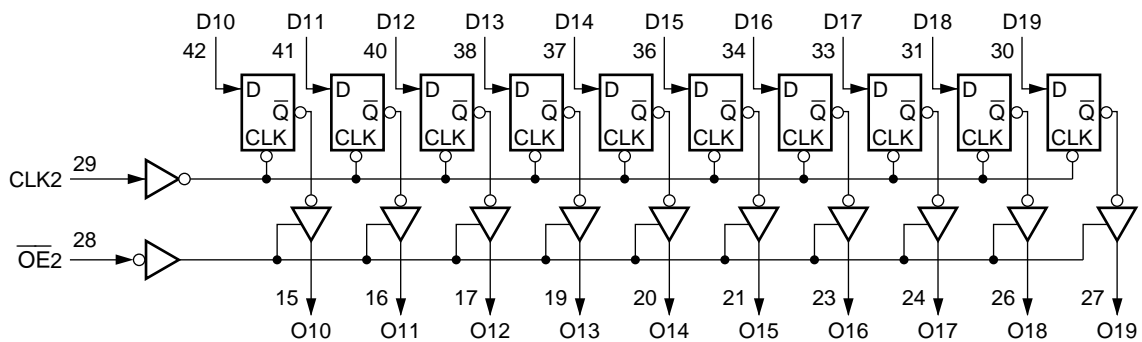 D10 D11 D12 D13 D14 D15 D16 D17 D18 D19
42 41 40 38 37 36 34 33 31 30
D D D D D D D D D D
Q̅ Q̅ Q̅ Q̅ Q̅ Q̅ Q̅ Q̅ Q̅ Q̅
CLK CLK CLK CLK CLK CLK CLK CLK CLK CLK
CLK2 29
O̅E̅2 28
15 16 17 19 20 21 23 24 26 27
O10 O11 O12 O13 O14 O15 O16 O17 O18 O19